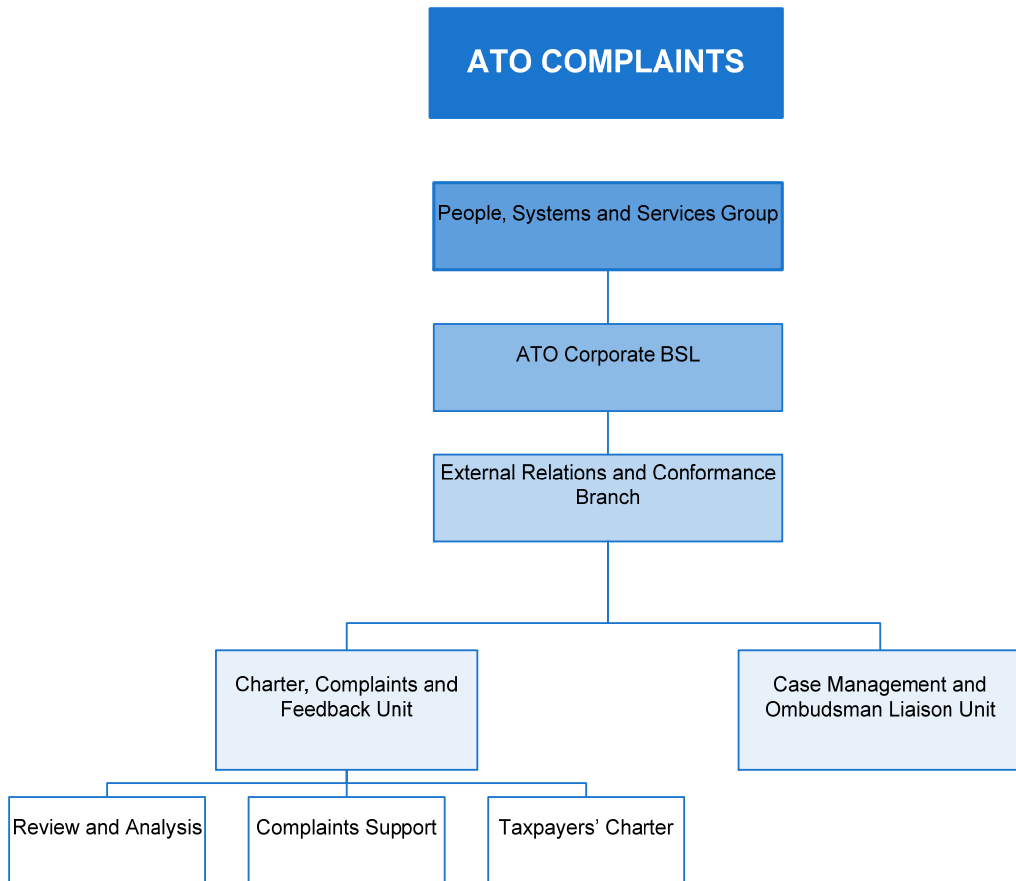 ATO COMPLAINTS
People, Systems and Services Group
ATO Corporate BSL
External Relations and Conformance
Branch
Charter, Complaints and
Feedback Unit
Case Management and
Ombudsman Liaison Unit
Review and Analysis
Complaints Support
Taxpayers’ Charter